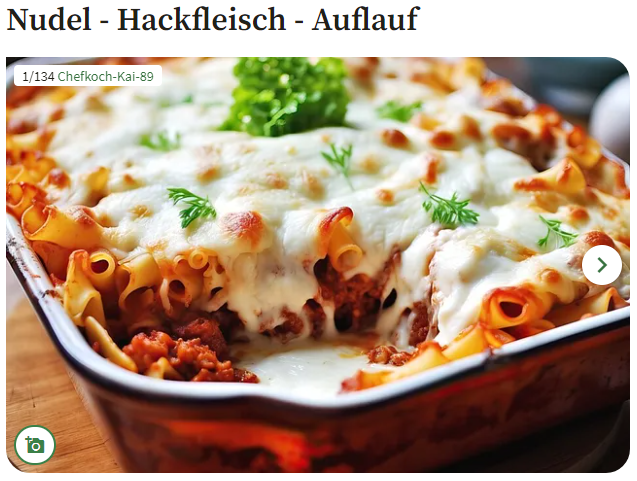 Nudel - Hackfleisch - Auflauf
1/134 Chefkoch-Kai-89